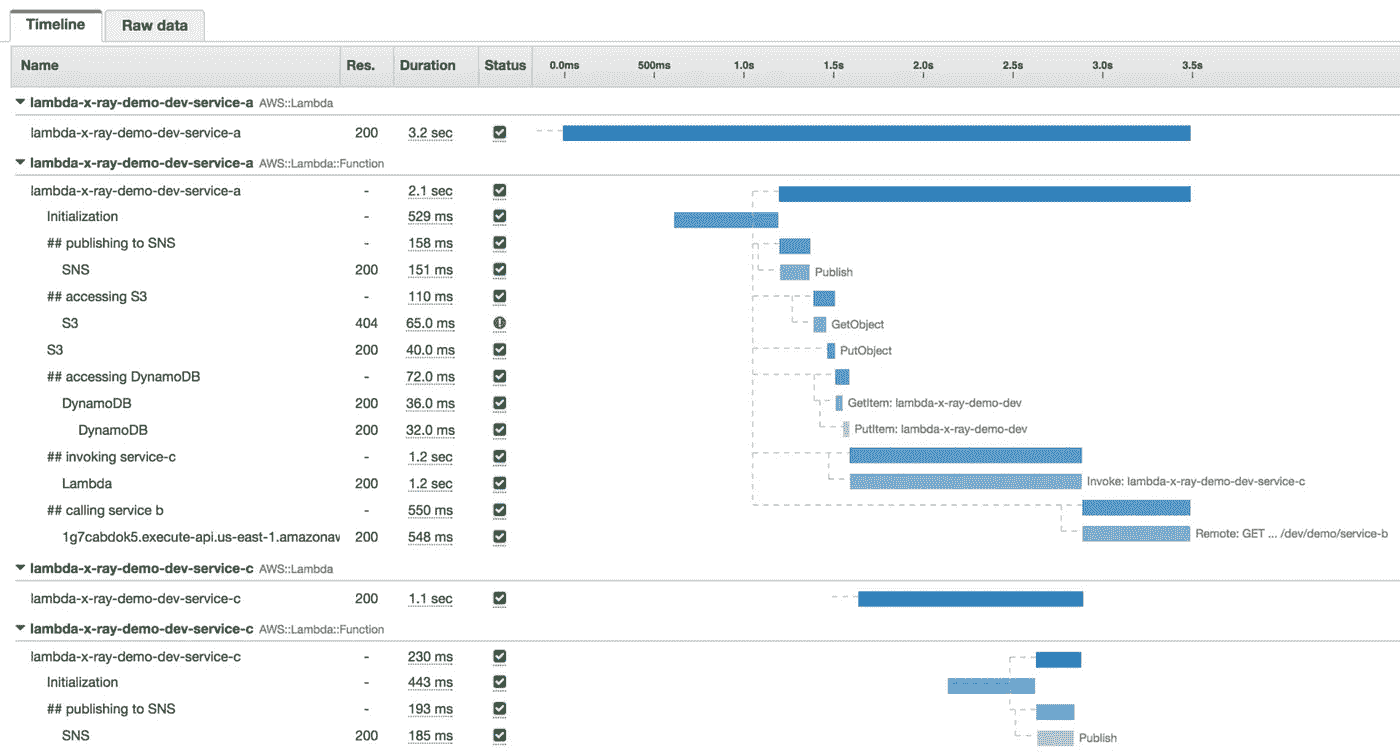 Timeline Raw data
Name Res. Duration Status 0.0ms 500ms 1.0s 1.5s 2.0s 2.5s 3.0s 3.5s
lambda-x-ray-demo-dev-service-a AWS::Lambda
lambda-x-ray-demo-dev-service-a 200 3.2 sec
lambda-x-ray-demo-dev-service-a AWS::Lambda::Function
lambda-x-ray-demo-dev-service-a - 2.1 sec
Initialization - 529 ms
## publishing to SNS - 158 ms
SNS 200 151 ms Publish
## accessing S3 - 110 ms
S3 404 65.0 ms GetObject
S3 200 40.0 ms PutObject
## accessing DynamoDB - 72.0 ms
DynamoDB 200 36.0 ms GetItem: lambda-x-ray-demo-dev
DynamoDB 200 32.0 ms PutItem: lambda-x-ray-demo-dev
## invoking service-c - 1.2 sec
Lambda 200 1.2 sec Invoke: lambda-x-ray-demo-dev-service-c
## calling service b - 550 ms
1g7cabdok5.execute-api.us-east-1.amazonaw 200 548 ms Remote: GET ... /dev/demo/service-b
lambda-x-ray-demo-dev-service-c AWS::Lambda
lambda-x-ray-demo-dev-service-c 200 1.1 sec
lambda-x-ray-demo-dev-service-c AWS::Lambda::Function
lambda-x-ray-demo-dev-service-c - 230 ms
Initialization - 443 ms
## publishing to SNS - 193 ms
SNS 200 185 ms Publish